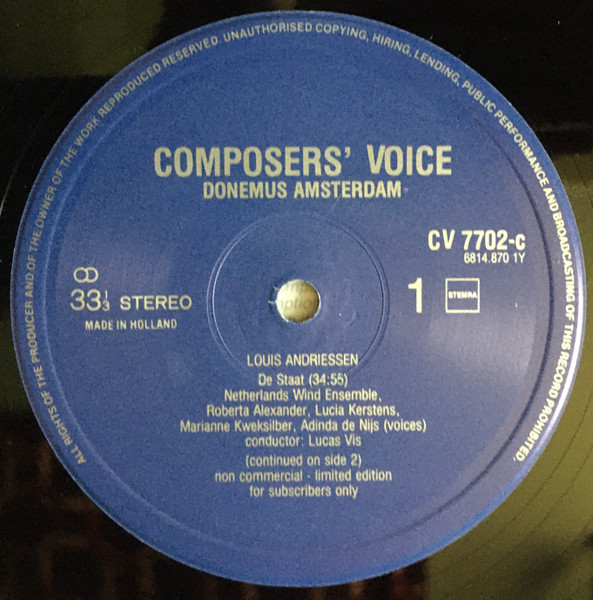 ALL RIGHTS OF THE PRODUCER AND OF THE OWNER OF THE WORK REPRODUCED RESERVED. UNAUTHORISED COPYING, HIRING, LENDING, PUBLIC PERFORMANCE AND BROADCASTING OF THIS RECORD PROHIBITED.
COMPOSERS' VOICE
DONEMUS AMSTERDAM
CV 7702-c
6814.870 1Y
33⅓ STEREO
MADE IN HOLLAND
1
STEMRA
LOUIS ANDRIESSEN
De Staat (34:55)
Netherlands Wind Ensemble,
Roberta Alexander, Lucia Kerstens,
Marianne Kweksilber, Adinda de Nijs (voices)
conductor: Lucas Vis
(continued on side 2)
non commercial - limited edition
for subscribers only